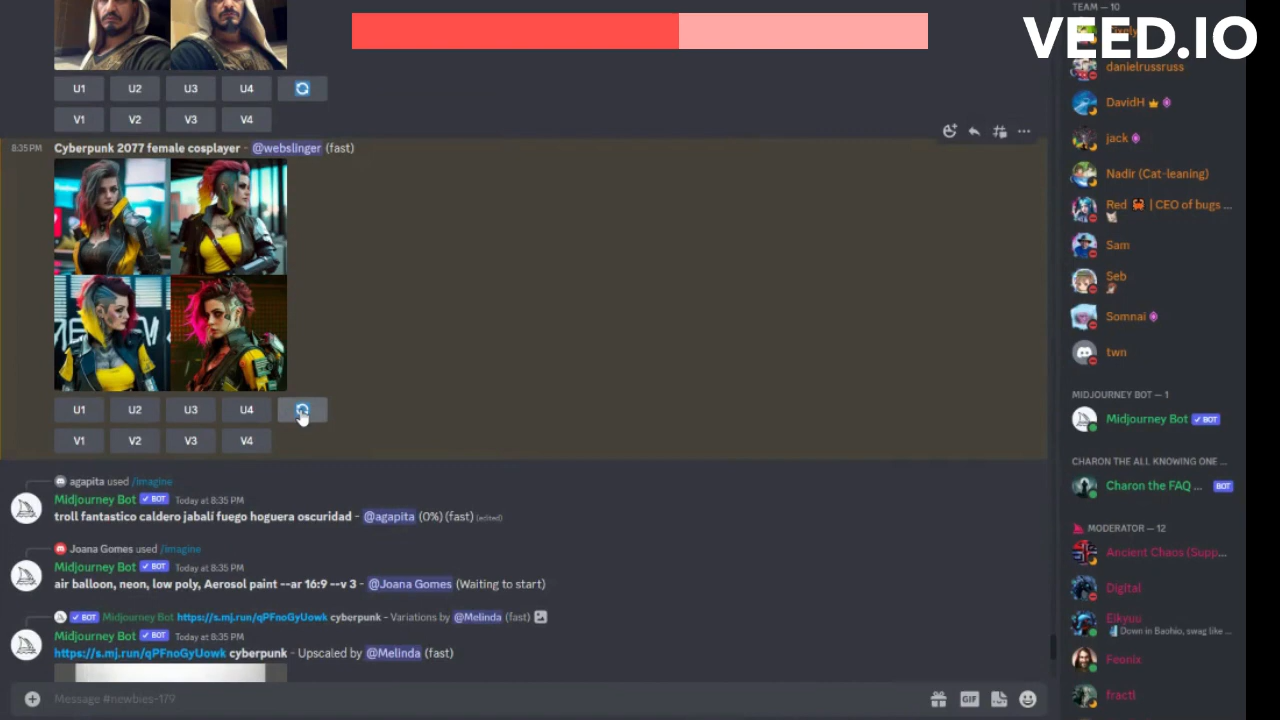 VEED.IO
U1 U2 U3 U4
V1 V2 V3 V4
8:35 PM Cyberpunk 2077 female cosplayer - @webslinger (fast)
U1 U2 U3 U4
V1 V2 V3 V4
agapita used /imagine
Midjourney Bot ✓ BOT Today at 8:35 PM
troll fantastico caldero jabalí fuego hoguera oscuridad - @agapita (0%) (fast) (edited)
Joana Gomes used /imagine
Midjourney Bot ✓ BOT Today at 8:35 PM
air balloon, neon, low poly, Aerosol paint --ar 16:9 --v 3 - @Joana Gomes (Waiting to start)
✓ BOT Midjourney Bot https://s.mj.run/qPFnoGyUowk cyberpunk - Variations by @Melinda (fast)
Midjourney Bot ✓ BOT Today at 8:35 PM
https://s.mj.run/qPFnoGyUowk cyberpunk - Upscaled by @Melinda (fast)
Message #newbies-179
GIF
TEAM — 10
danielrussruss
DavidH
jack
Nadir (Cat-leaning)
Red 🦀 | CEO of bugs ...
Sam
Seb
Somnai
twn
MIDJOURNEY BOT — 1
Midjourney Bot ✓ BOT
CHARON THE ALL KNOWING ONE ...
Charon the FAQ ... BOT
MODERATOR — 12
Ancient Chaos (Supp...
Digital
Eikyuu
Down in Baohio, swag like ...
Feonix
fractl